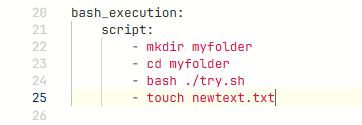 20 bash_execution:
21 script:
22 - mkdir myfolder
23 - cd myfolder
24 - bash ./try.sh
25 - touch newtext.txt
26